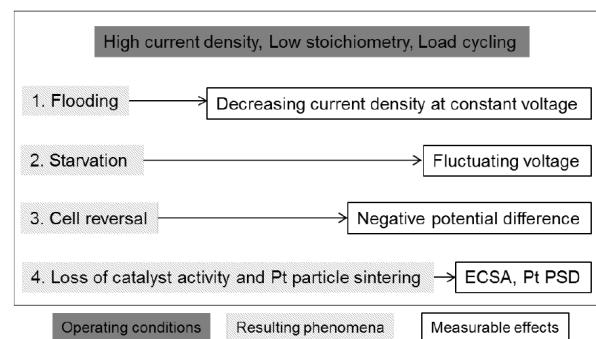 High current density, Low stoichiometry, Load cycling
1. Flooding
Decreasing current density at constant voltage
2. Starvation
Fluctuating voltage
3. Cell reversal
Negative potential difference
4. Loss of catalyst activity and Pt particle sintering
ECSA, Pt PSD
Operating conditions
Resulting phenomena
Measurable effects